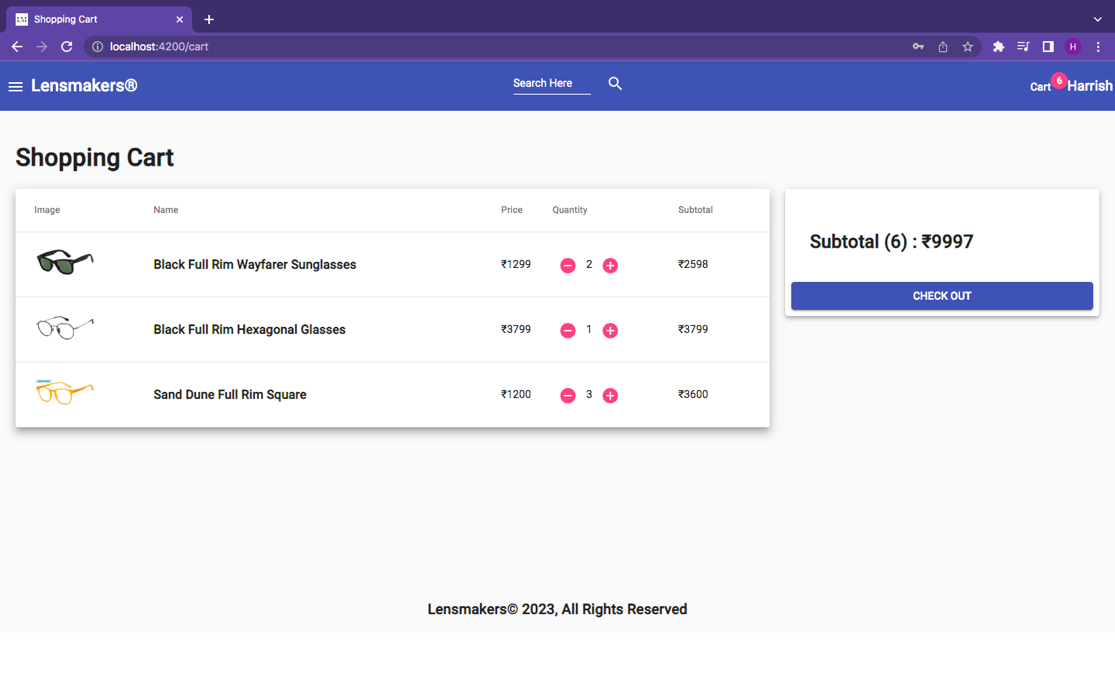 Shopping Cart
localhost:4200/cart
H
Lensmakers®
Search Here
Cart 6 Harrish
Shopping Cart
Image Name Price Quantity Subtotal
Black Full Rim Wayfarer Sunglasses ₹1299 2 ₹2598
Black Full Rim Hexagonal Glasses ₹3799 1 ₹3799
Sand Dune Full Rim Square ₹1200 3 ₹3600
Subtotal (6) : ₹9997
CHECK OUT
Lensmakers© 2023, All Rights Reserved